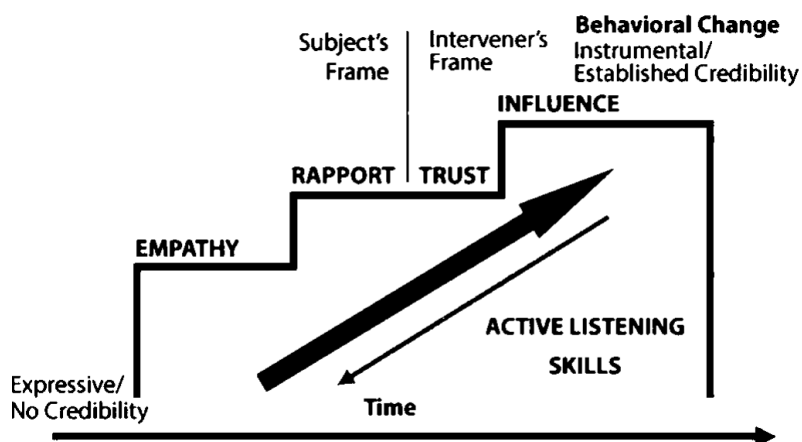 Subject's
Frame
Intervener's
Frame
Behavioral Change
Instrumental/
Established Credibility
INFLUENCE
RAPPORT
TRUST
EMPATHY
ACTIVE LISTENING
SKILLS
Expressive/
No Credibility
Time